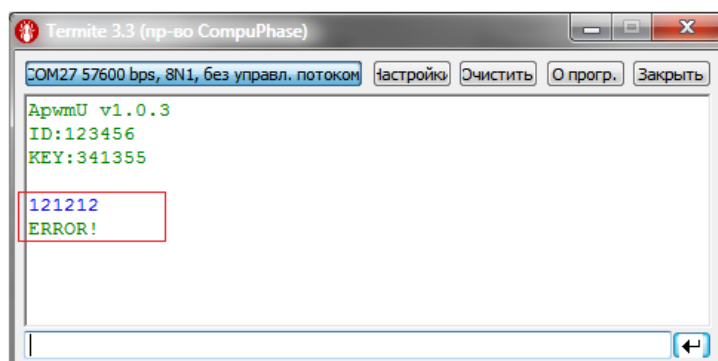 Termite 3.3 (пр-во CompuPhase)
COM27 57600 bps, 8N1, без управл. потоком Настройки Очистить О прогр. Закрыть
ApwmU v1.0.3
ID:123456
KEY:341355
121212
ERROR!